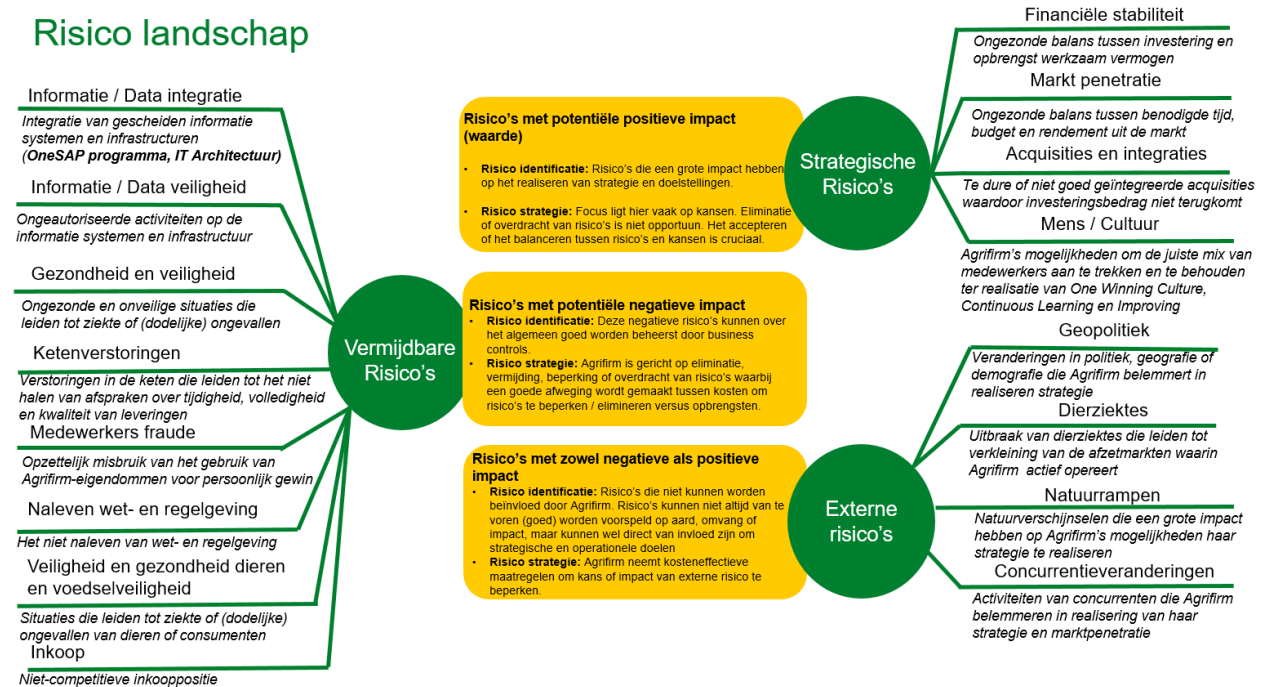 Risico landschap
Informatie / Data integratie
Integratie van gescheiden informatie
systemen en infrastructuren
(OneSAP programma, IT Architectuur)
Informatie / Data veiligheid
Ongeautoriseerde activiteiten op de
informatie systemen en infrastructuur
Gezondheid en veiligheid
Ongezonde en onveilige situaties die
leiden tot ziekte of (dodelijke) ongevallen
Ketenverstoringen
Verstoringen in de keten die leiden tot het niet
halen van afspraken over tijdigheid, volledigheid
en kwaliteit van leveringen
Medewerkers fraude
Opzettelijk misbruik van het gebruik van
Agrifirm-eigendommen voor persoonlijk gewin
Naleven wet- en regelgeving
Het niet naleven van wet- en regelgeving
Veiligheid en gezondheid dieren
en voedselveiligheid
Situaties die leiden tot ziekte of (dodelijke)
ongevallen van dieren of consumenten
Inkoop
Niet-competitieve inkooppositie
Vermijdbare
Risico's
Risico's met potentiële positieve impact
(waarde)
• Risico identificatie: Risico's die een grote impact hebben
op het realiseren van strategie en doelstellingen.
• Risico strategie: Focus ligt hier vaak op kansen. Eliminatie
of overdracht van risico's is niet opportuun. Het accepteren
of het balanceren tussen risico's en kansen is cruciaal.
Risico's met potentiële negatieve impact
• Risico identificatie: Deze negatieve risico's kunnen over
het algemeen goed worden beheerst door business
controls.
• Risico strategie: Agrifirm is gericht op eliminatie,
vermijding, beperking of overdracht van risico's waarbij
een goede afweging wordt gemaakt tussen kosten om
risico's te beperken / elimineren versus opbrengsten.
Risico's met zowel negatieve als positieve
impact
• Risico identificatie: Risico's die niet kunnen worden
beïnvloed door Agrifirm. Risico's kunnen niet altijd van te
voren (goed) worden voorspeld op aard, omvang of
impact, maar kunnen wel direct van invloed zijn om
strategische en operationele doelen
• Risico strategie: Agrifirm neemt kosteneffectieve
maatregelen om kans of impact van externe risico te
beperken.
Strategische
Risico's
Externe
risico's
Financiële stabiliteit
Ongezonde balans tussen investering en
opbrengst werkzaam vermogen
Markt penetratie
Ongezonde balans tussen benodigde tijd,
budget en rendement uit de markt
Acquisities en integraties
Te dure of niet goed geïntegreerde acquisities
waardoor investeringsbedrag niet terugkomt
Mens / Cultuur
Agrifirm's mogelijkheden om de juiste mix van
medewerkers aan te trekken en te behouden
ter realisatie van One Winning Culture,
Continuous Learning en Improving
Geopolitiek
Veranderingen in politiek, geografie of
demografie die Agrifirm belemmert in
realiseren strategie
Dierziektes
Uitbraak van dierziektes die leiden tot
verkleining van de afzetmarkten waarin
Agrifirm actief opereert
Natuurrampen
Natuurverschijnselen die een grote impact
hebben op Agrifirm's mogelijkheden haar
strategie te realiseren
Concurrentieveranderingen
Activiteiten van concurrenten die Agrifirm
belemmeren in realisering van haar
strategie en marktpenetratie